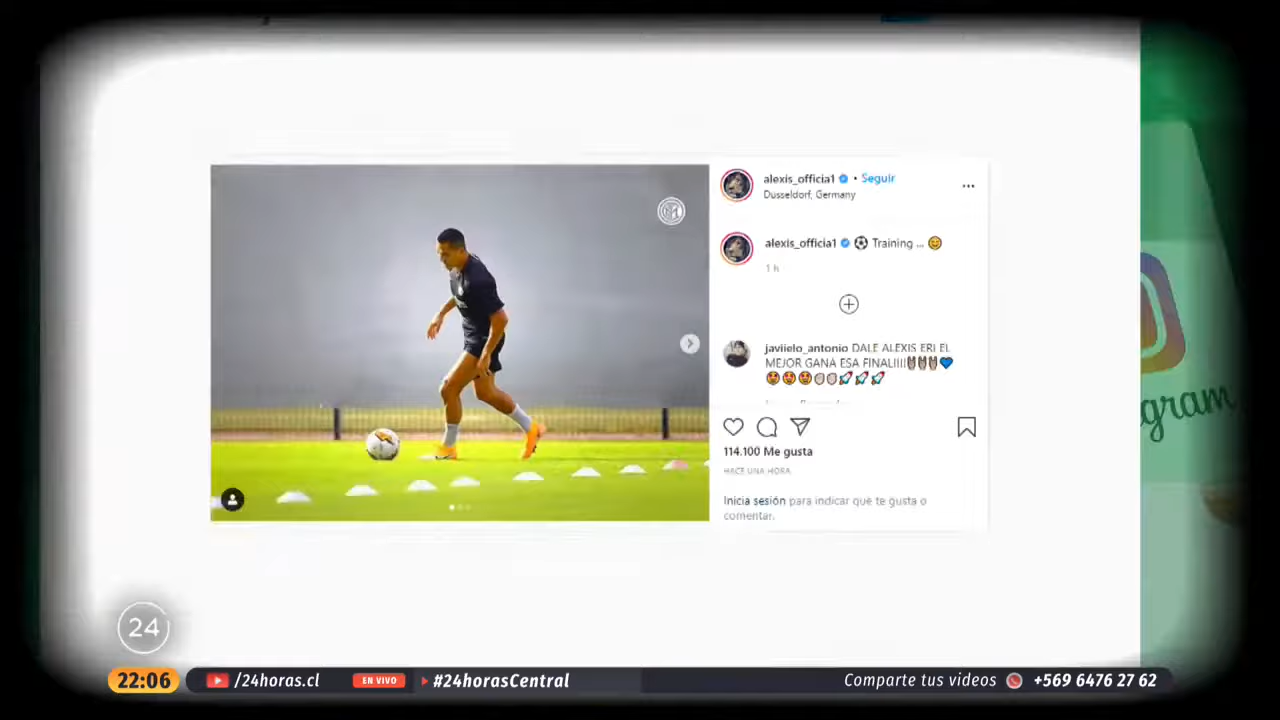 alexis_officia1 • Seguir
Dusseldorf, Germany
alexis_officia1 Training ...
1 h
javiielo_antonio DALE ALEXIS ERI EL
MEJOR GANA ESA FINAL!!!!
114.100 Me gusta
HACE UNA HORA
Inicia sesión para indicar que te gusta o
comentar.
gram
24
22:06
/24horas.cl
EN VIVO
#24horasCentral
Comparte tus videos
+569 6476 27 62